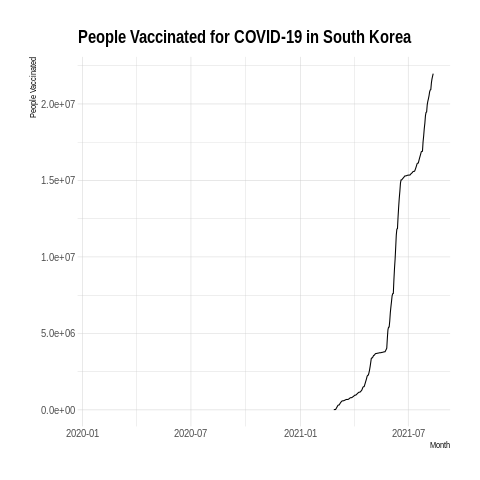 People Vaccinated for COVID-19 in South Korea
People Vaccinated
2.0e+07
1.5e+07
1.0e+07
5.0e+06
0.0e+00
2020-01 2020-07 2021-01 2021-07
Month